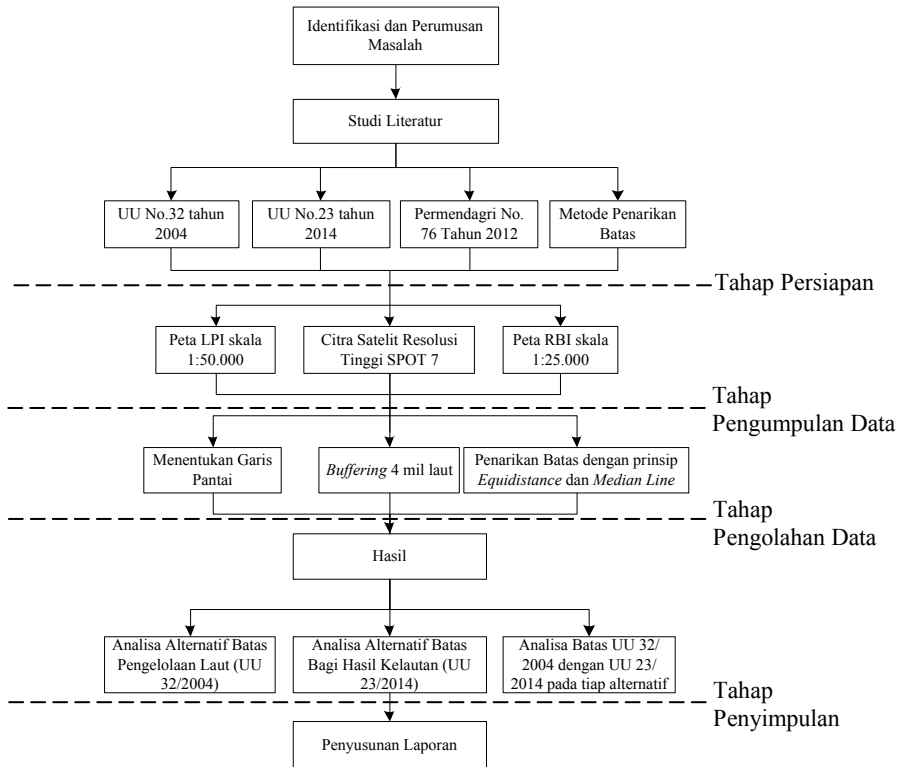 Identifikasi dan Perumusan
Masalah
Studi Literatur
UU No.32 tahun
2004
UU No.23 tahun
2014
Permendagri No.
76 Tahun 2012
Metode Penarikan
Batas
Tahap Persiapan
Peta LPI skala
1:50.000
Citra Satelit Resolusi
Tinggi SPOT 7
Peta RBI skala
1:25.000
Tahap
Pengumpulan Data
Menentukan Garis
Pantai
Buffering 4 mil laut
Penarikan Batas dengan prinsip
Equidistance dan Median Line
Tahap
Pengolahan Data
Hasil
Analisa Alternatif Batas
Pengelolaan Laut (UU
32/2004)
Analisa Alternatif Batas
Bagi Hasil Kelautan (UU
23/2014)
Analisa Batas UU 32/
2004 dengan UU 23/
2014 pada tiap alternatif
Tahap
Penyimpulan
Penyusunan Laporan